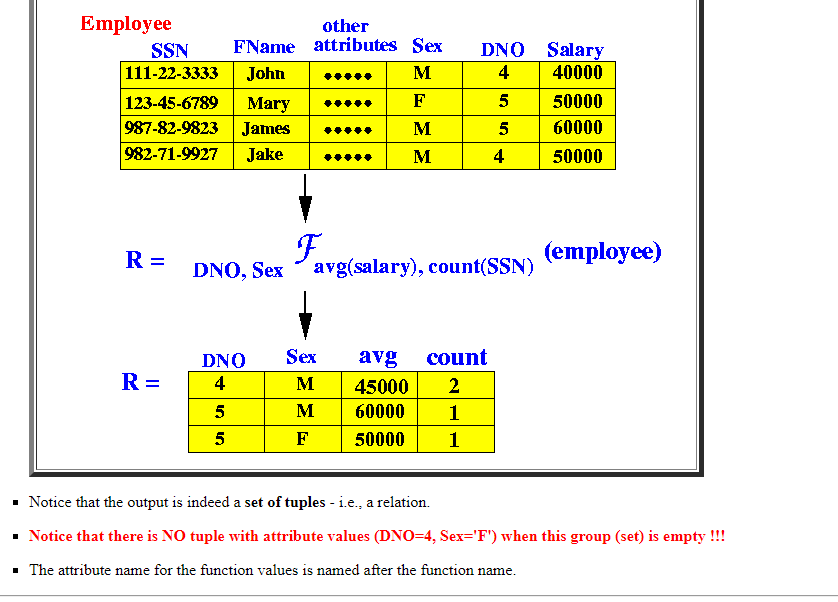 Employee
SSN FName other attributes Sex DNO Salary
111-22-3333 John ●●●●● M 4 40000
123-45-6789 Mary ●●●●● F 5 50000
987-82-9823 James ●●●●● M 5 60000
982-71-9927 Jake ●●●●● M 4 50000
R = DNO, Sex ℱ avg(salary), count(SSN) (employee)
DNO Sex avg count
R =
4 M 45000 2
5 M 60000 1
5 F 50000 1
▪ Notice that the output is indeed a set of tuples - i.e., a relation.
▪ Notice that there is NO tuple with attribute values (DNO=4, Sex='F') when this group (set) is empty !!!
▪ The attribute name for the function values is named after the function name.